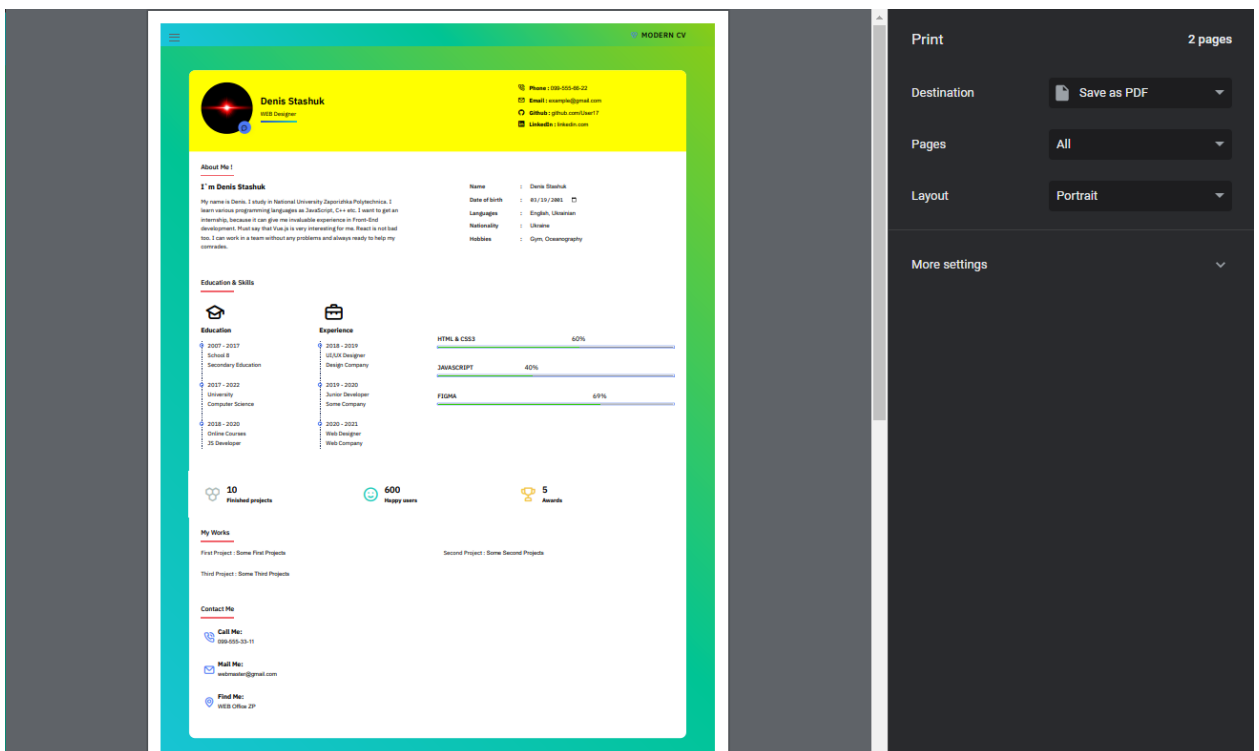 MODERN CV
Denis Stashuk
WEB Designer
Phone : 099-555-66-22
Email : example@gmail.com
Github : github.com/User17
LinkedIn : linkedin.com
About Me !
I`m Denis Stashuk
My name is Denis. I study in National University Zaporizhka Polytechnica. I
learn various programming languages as JavaScript, C++ etc. I want to get an
internship, because it can give me invaluable experience in Front-End
development. Must say that Vue.js is very interesting for me. React is not bad
too. I can work in a team without any problems and always ready to help my
comrades.
Name : Denis Stashuk
Date of birth : 03/19/2001
Languages : English, Ukrainian
Nationality : Ukraine
Hobbies : Gym, Oceanography
Education & Skills
Education
2007 - 2017
School 8
Secondary Education
2017 - 2022
University
Computer Science
2018 - 2020
Online Courses
JS Developer
Experience
2018 - 2019
UI/UX Designer
Design Company
2019 - 2020
Junior Developer
Some Company
2020 - 2021
Web Designer
Web Company
HTML & CSS3 60%
JAVASCRIPT 40%
FIGMA 69%
10
Finished projects
600
Happy users
5
Awards
My Works
First Project : Some First Projects
Second Project : Some Second Projects
Third Project : Some Third Projects
Contact Me
Call Me:
099-555-33-11
Mail Me:
webmaster@gmail.com
Find Me:
WEB Office ZP
Print 2 pages
Destination Save as PDF
Pages All
Layout Portrait
More settings